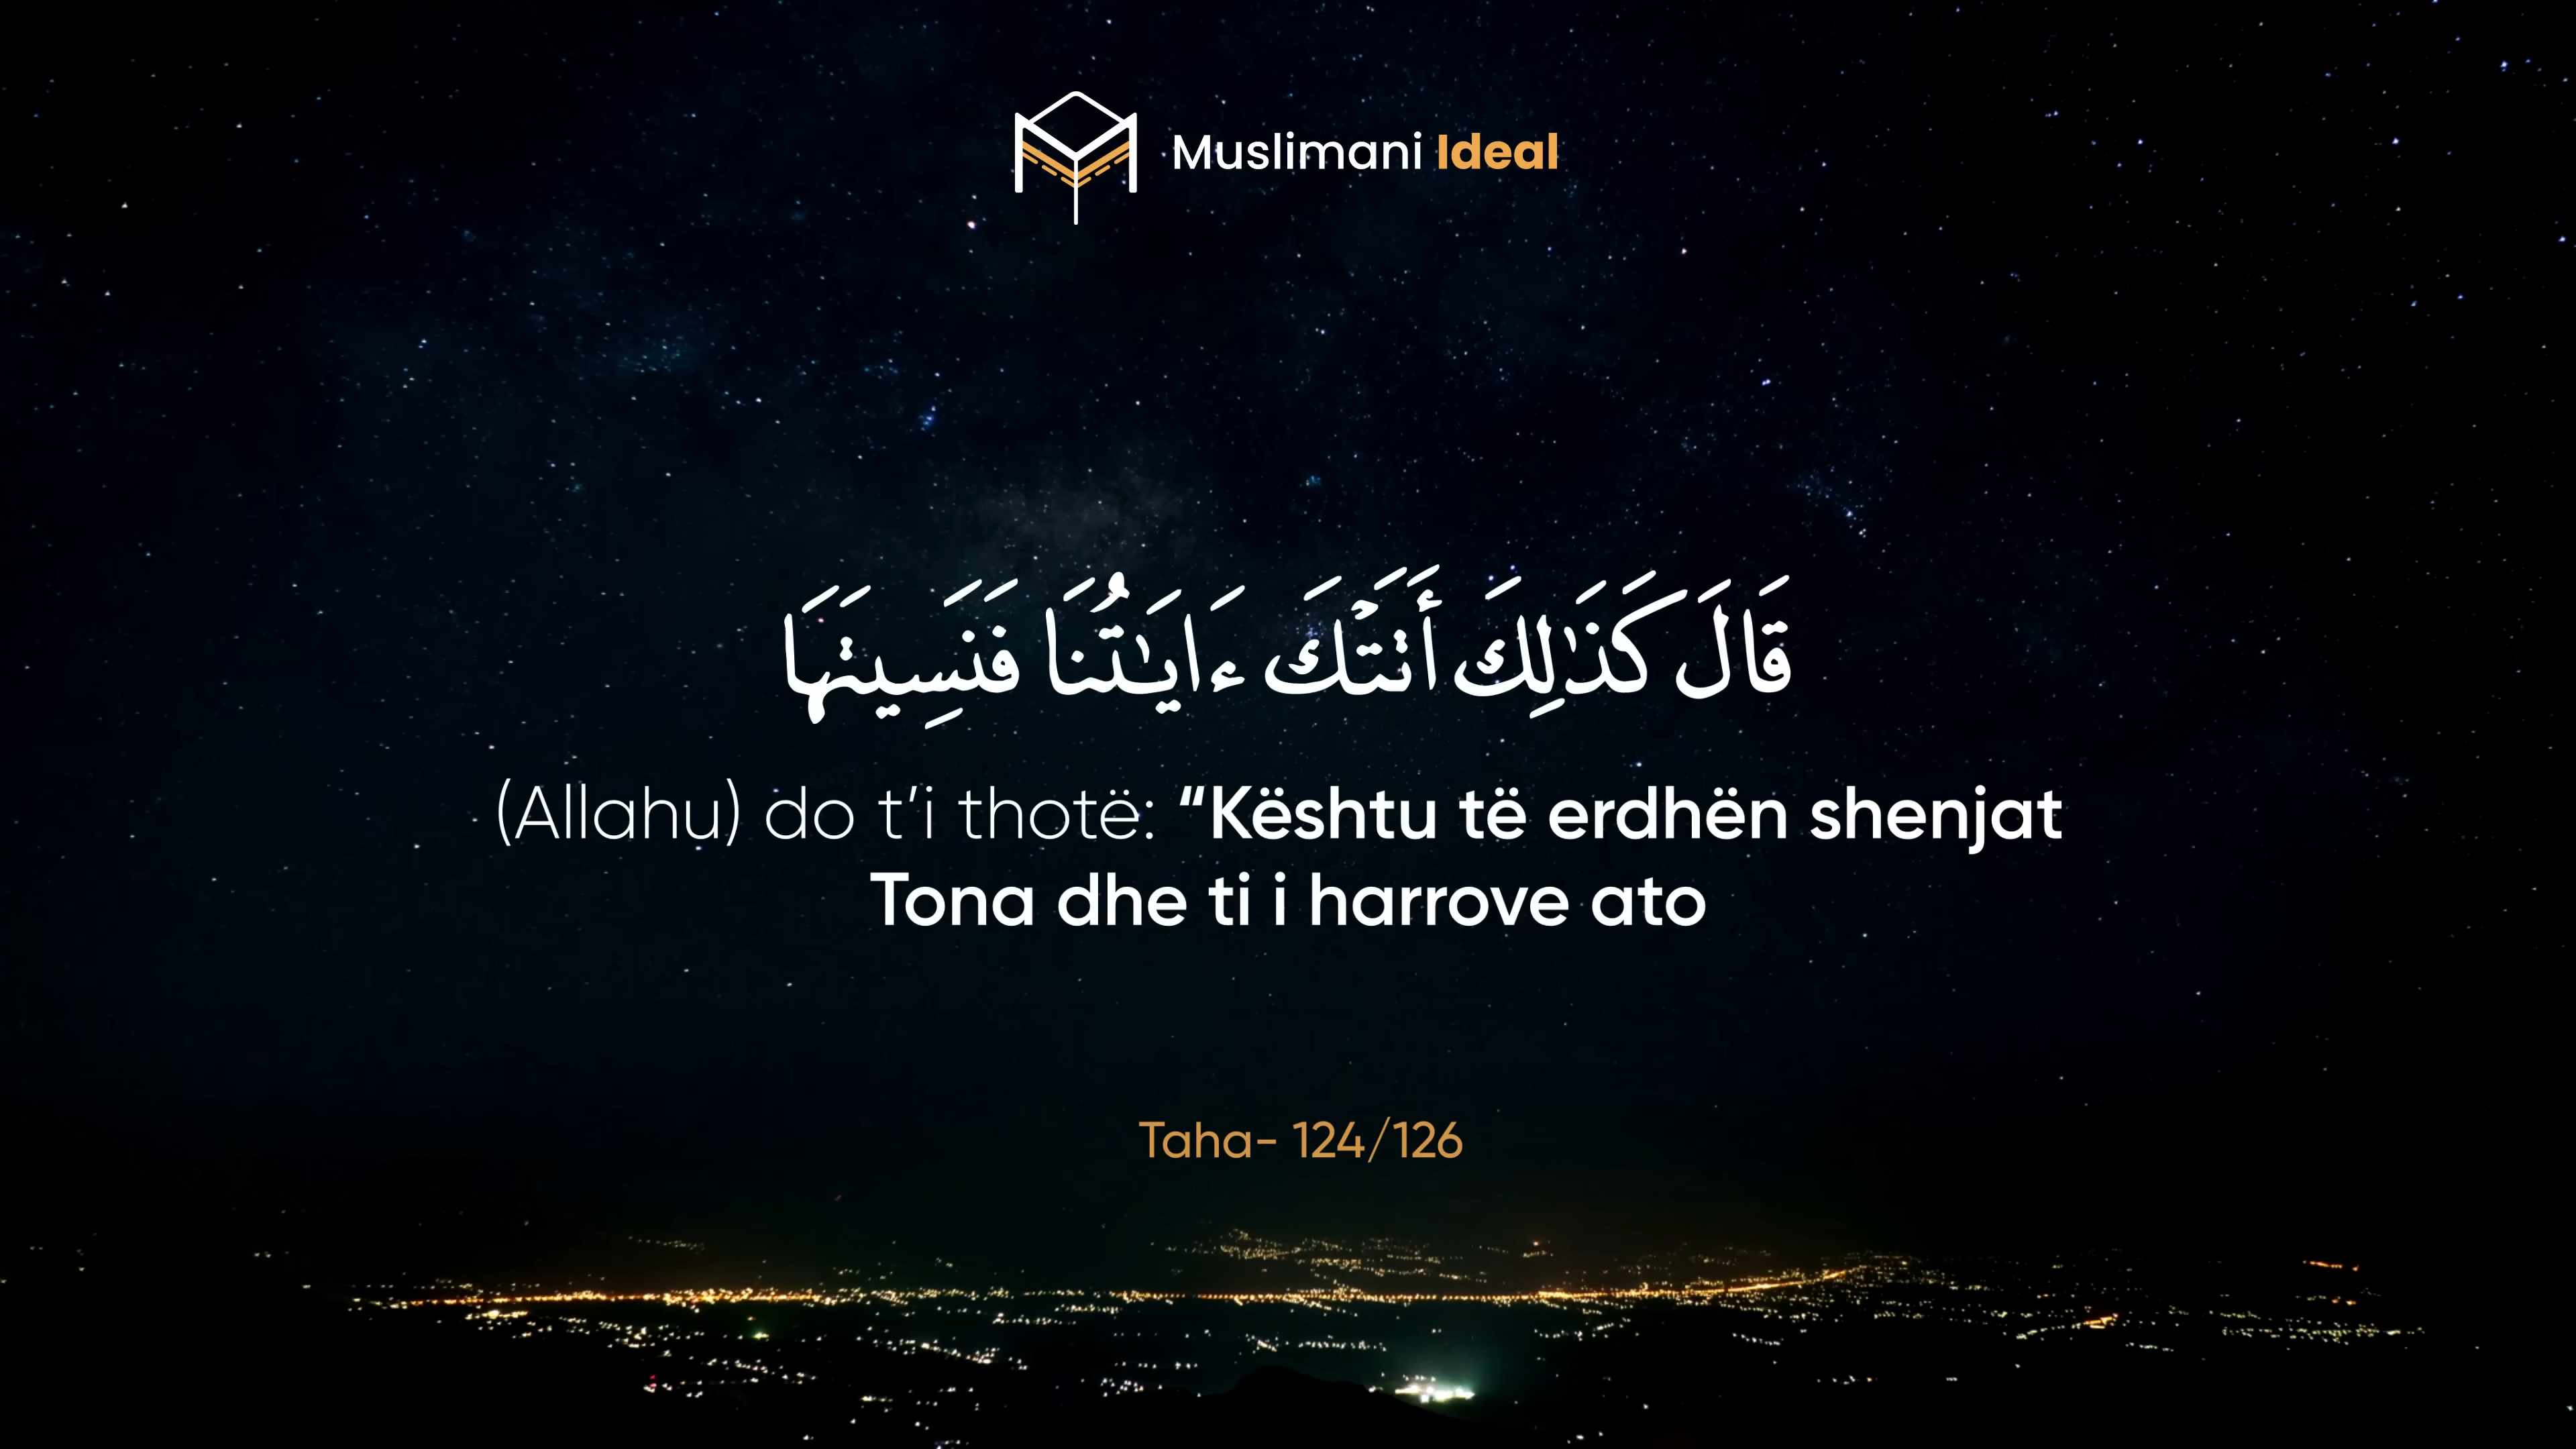 Muslimani Ideal
قَالَ كَذَٰلِكَ أَتَتۡكَ ءَايَـٰتُنَا فَنَسِيتَهَا
(Allahu) do t’i thotë: “Kështu të erdhën shenjat
Tona dhe ti i harrove ato
Taha- 124/126